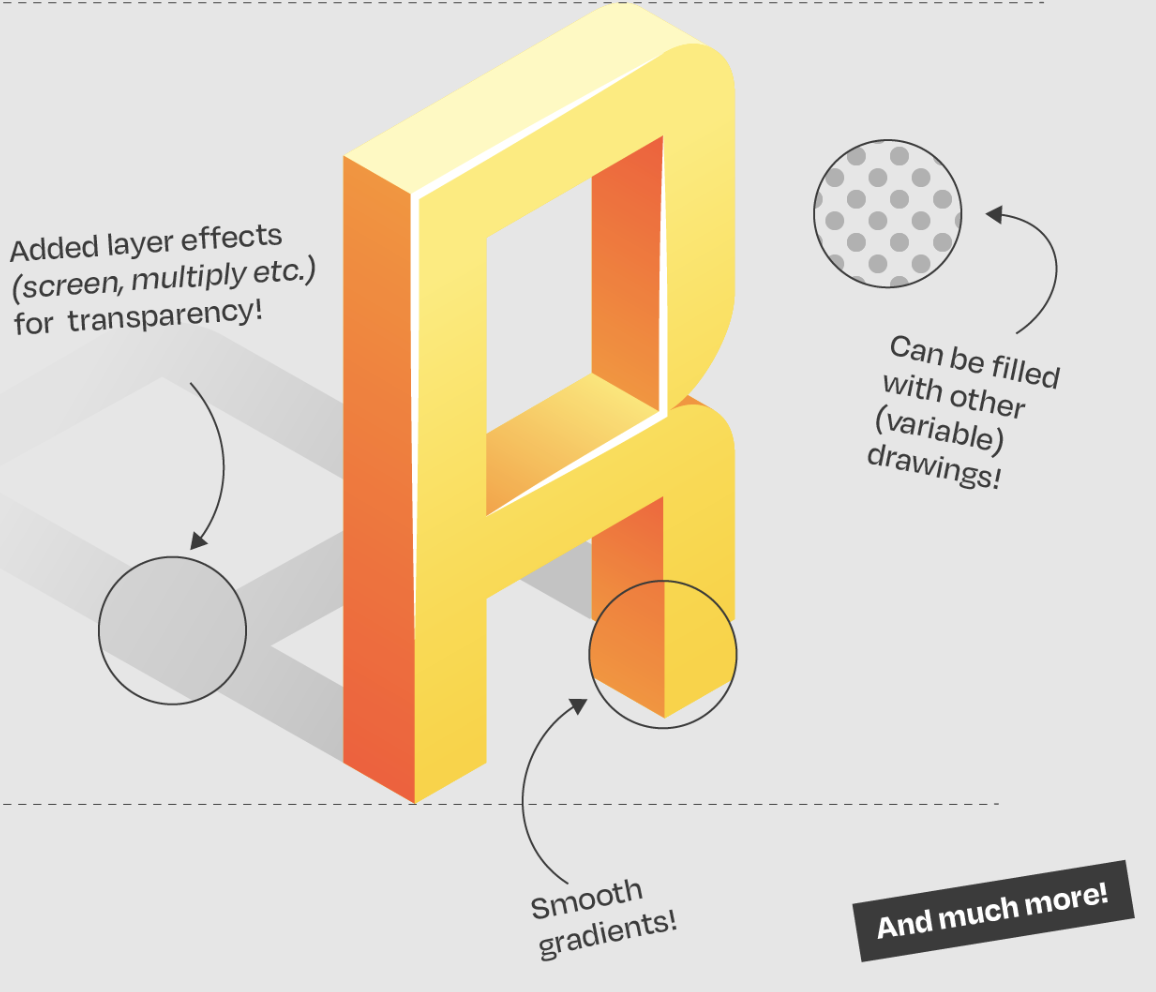 R
Added layer effects
(screen, multiply etc.)
for transparency!
Can be filled
with other
(variable)
drawings!
Smooth
gradients!
And much more!